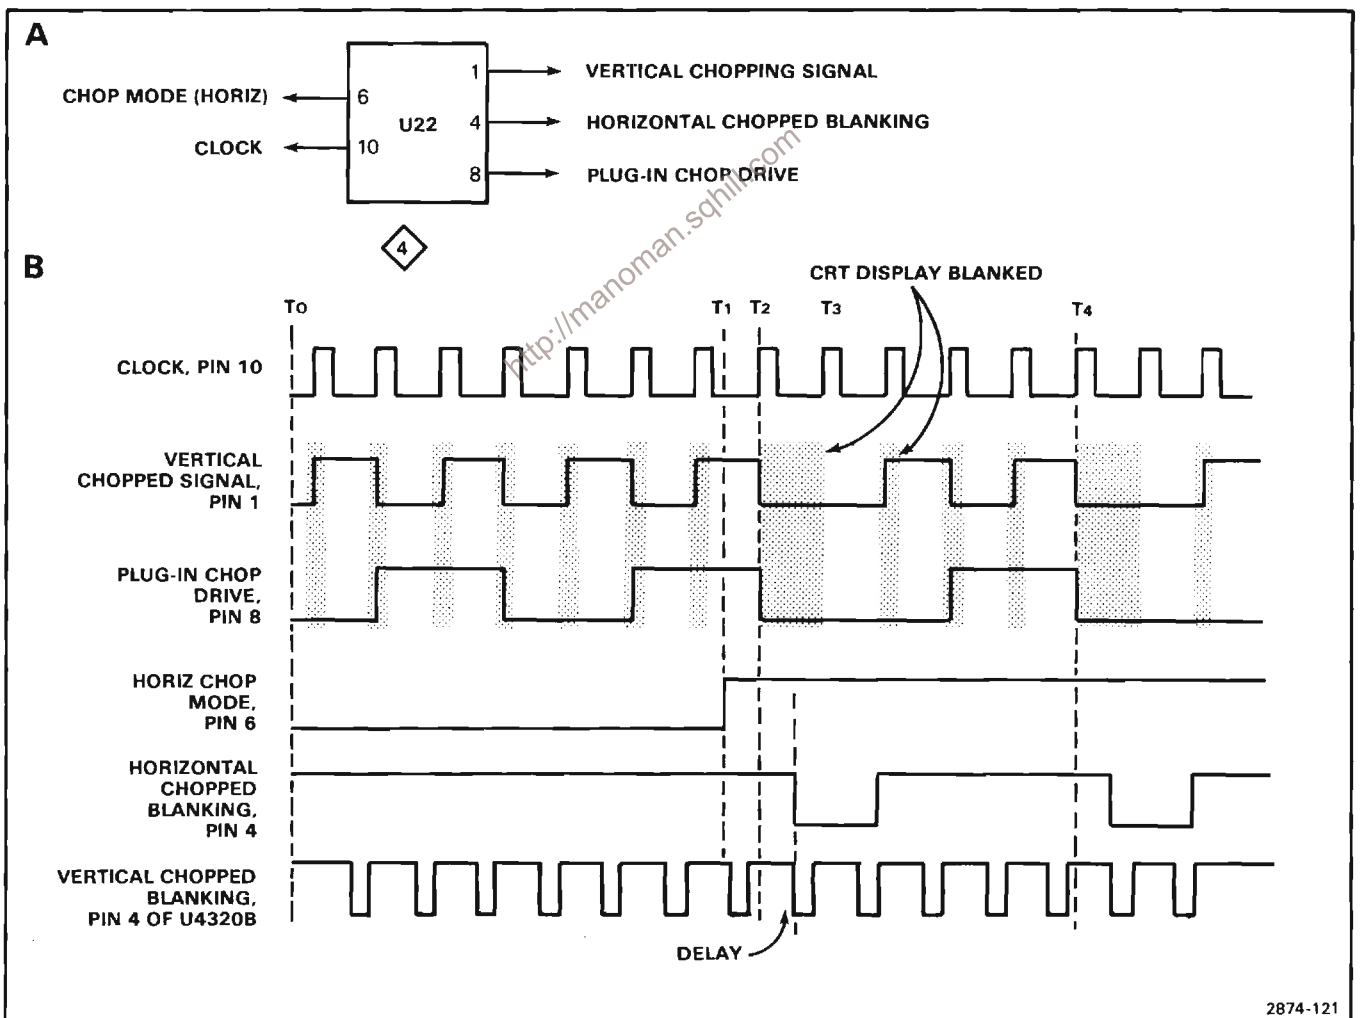 A
1
VERTICAL CHOPPING SIGNAL
CHOP MODE (HORIZ)
6
U22
4
HORIZONTAL CHOPPED BLANKING
CLOCK
10
8
PLUG-IN CHOP DRIVE
4
http://manoman.sqhill.com
B
CRT DISPLAY BLANKED
T0
T1
T2
T3
T4
CLOCK, PIN 10
VERTICAL
CHOPPED SIGNAL,
PIN 1
PLUG-IN CHOP
DRIVE,
PIN 8
HORIZ CHOP
MODE,
PIN 6
HORIZONTAL
CHOPPED
BLANKING,
PIN 4
VERTICAL CHOPPED
BLANKING,
PIN 4 OF U4320B
DELAY
2874-121